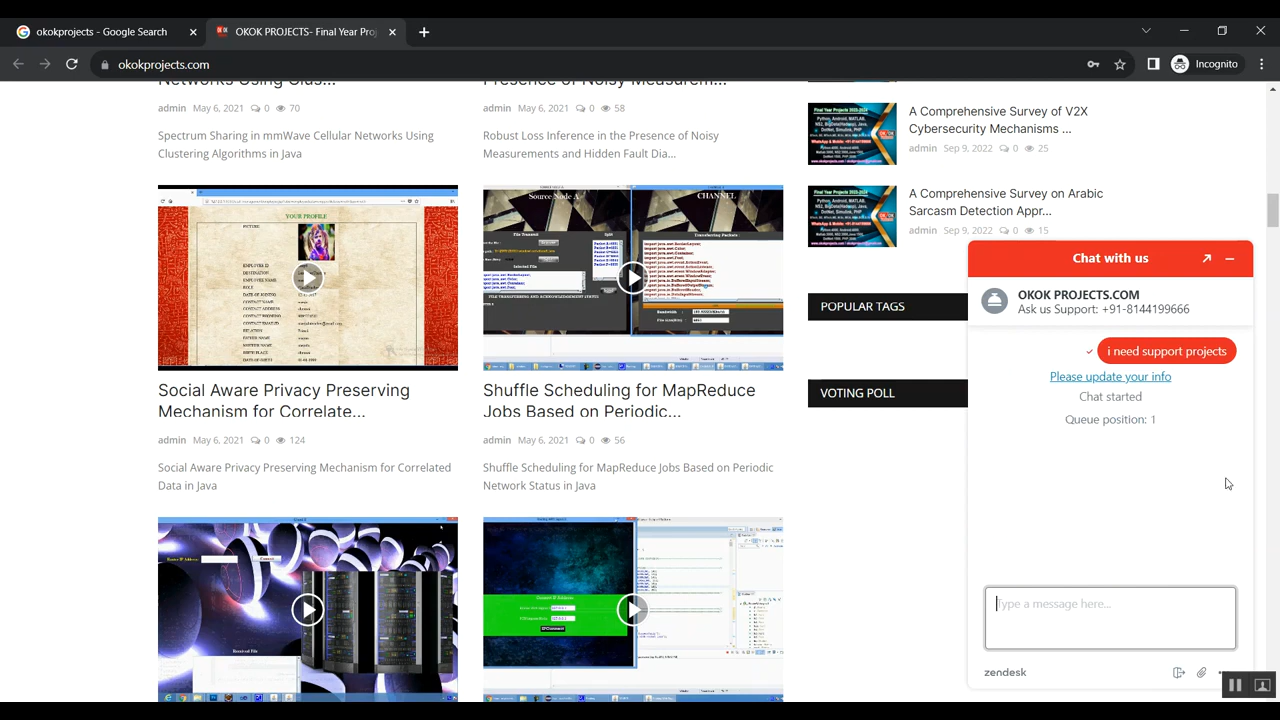 okokprojects - Google Search
OKOK PROJECTS- Final Year Pro
okokprojects.com
Incognito
Networks Using Glas...
Presence of Noisy Measurem...
admin May 6, 2021 0 70
admin May 6, 2021 0 58
Spectrum Sharing in mmWave Cellular Networks Using
Clustering Algorithms in Java
Robust Loss Inference in the Presence of Noisy
Measurements and Hidden Fault Dia...
A Comprehensive Survey of V2X
Cybersecurity Mechanisms ...
admin Sep 9, 2022 0 25
A Comprehensive Survey on Arabic
Sarcasm Detection Appr...
admin Sep 9, 2022 0 15
YOUR PROFILE
PICTURE
EMPLOYEE ID
Source Node A
CHANNEL
Social Aware Privacy Preserving
Mechanism for Correlate...
admin May 6, 2021 0 124
Social Aware Privacy Preserving Mechanism for Correlated
Data in Java
Shuffle Scheduling for MapReduce
Jobs Based on Periodic...
admin May 6, 2021 0 56
Shuffle Scheduling for MapReduce Jobs Based on Periodic
Network Status in Java
POPULAR TAGS
VOTING POLL
Chat with us
OKOK PROJECTS.COM
Ask us Support +91 8144199666
i need support projects
Please update your info
Chat started
Queue position: 1
Type a message here...
zendesk